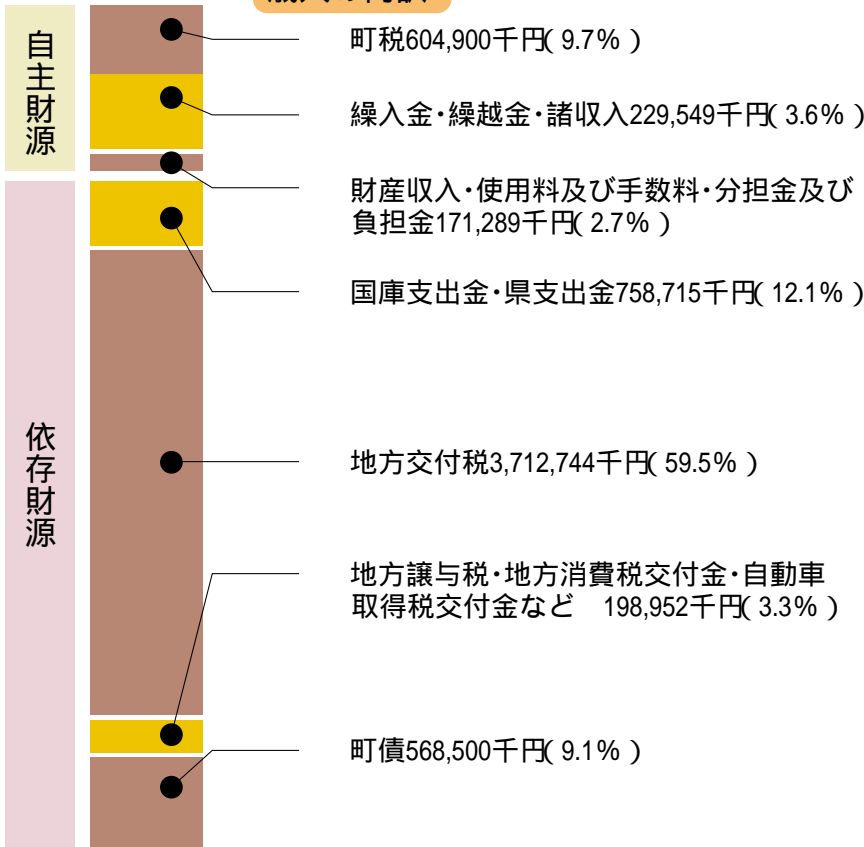 自主財源
町税604,900千円( 9.7% )
繰入金・繰越金・諸収入229,549千円( 3.6% )
財産収入・使用料及び手数料・分担金及び
負担金171,289千円( 2.7% )
国庫支出金・県支出金758,715千円( 12.1% )
依存財源
地方交付税3,712,744千円( 59.5% )
地方譲与税・地方消費税交付金・自動車
取得税交付金など　198,952千円( 3.3% )
町債568,500千円( 9.1% )